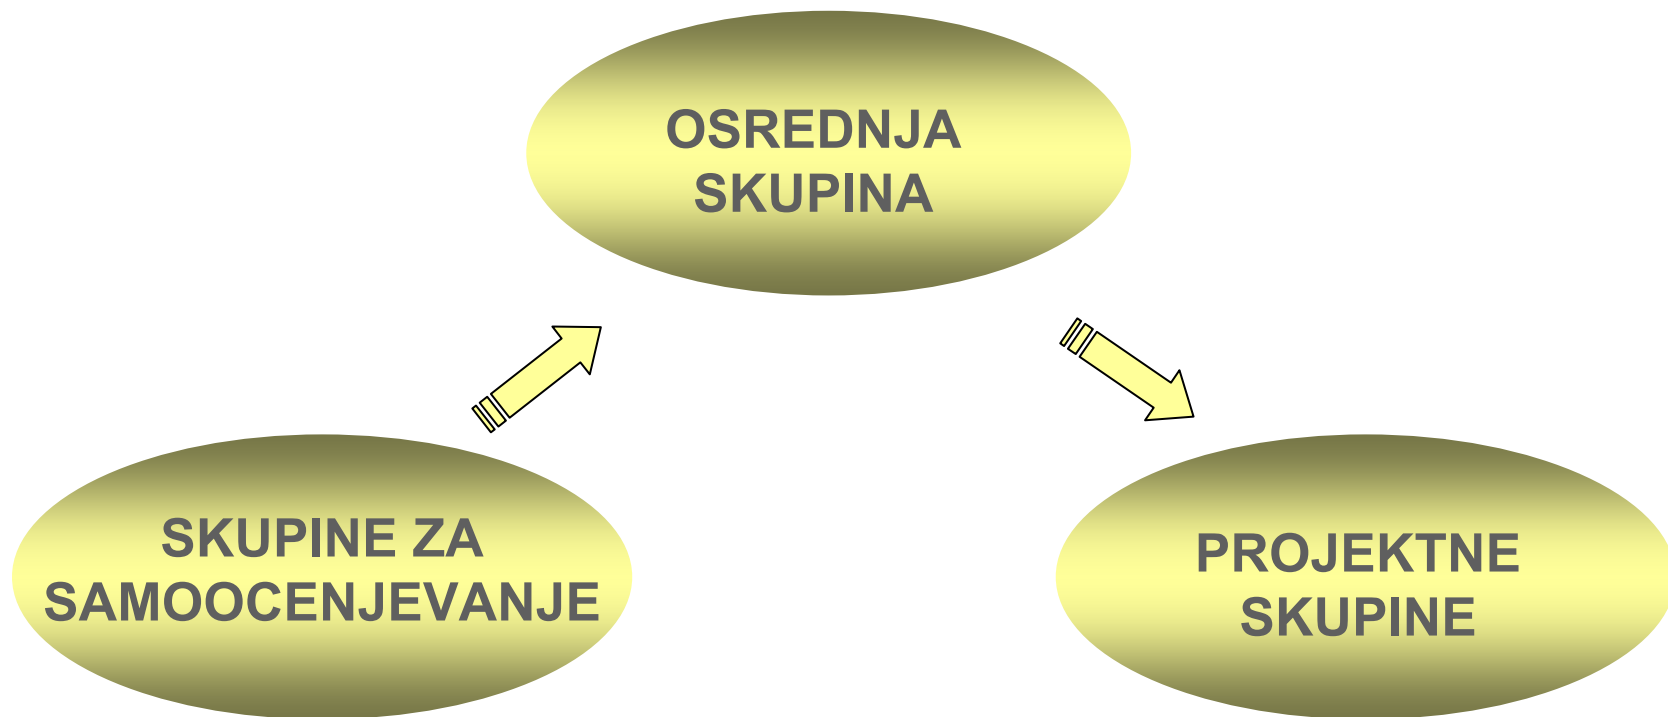 OSREDNJA
SKUPINA
SKUPINE ZA
SAMOOCENJEVANJE
PROJEKTNE
SKUPINE